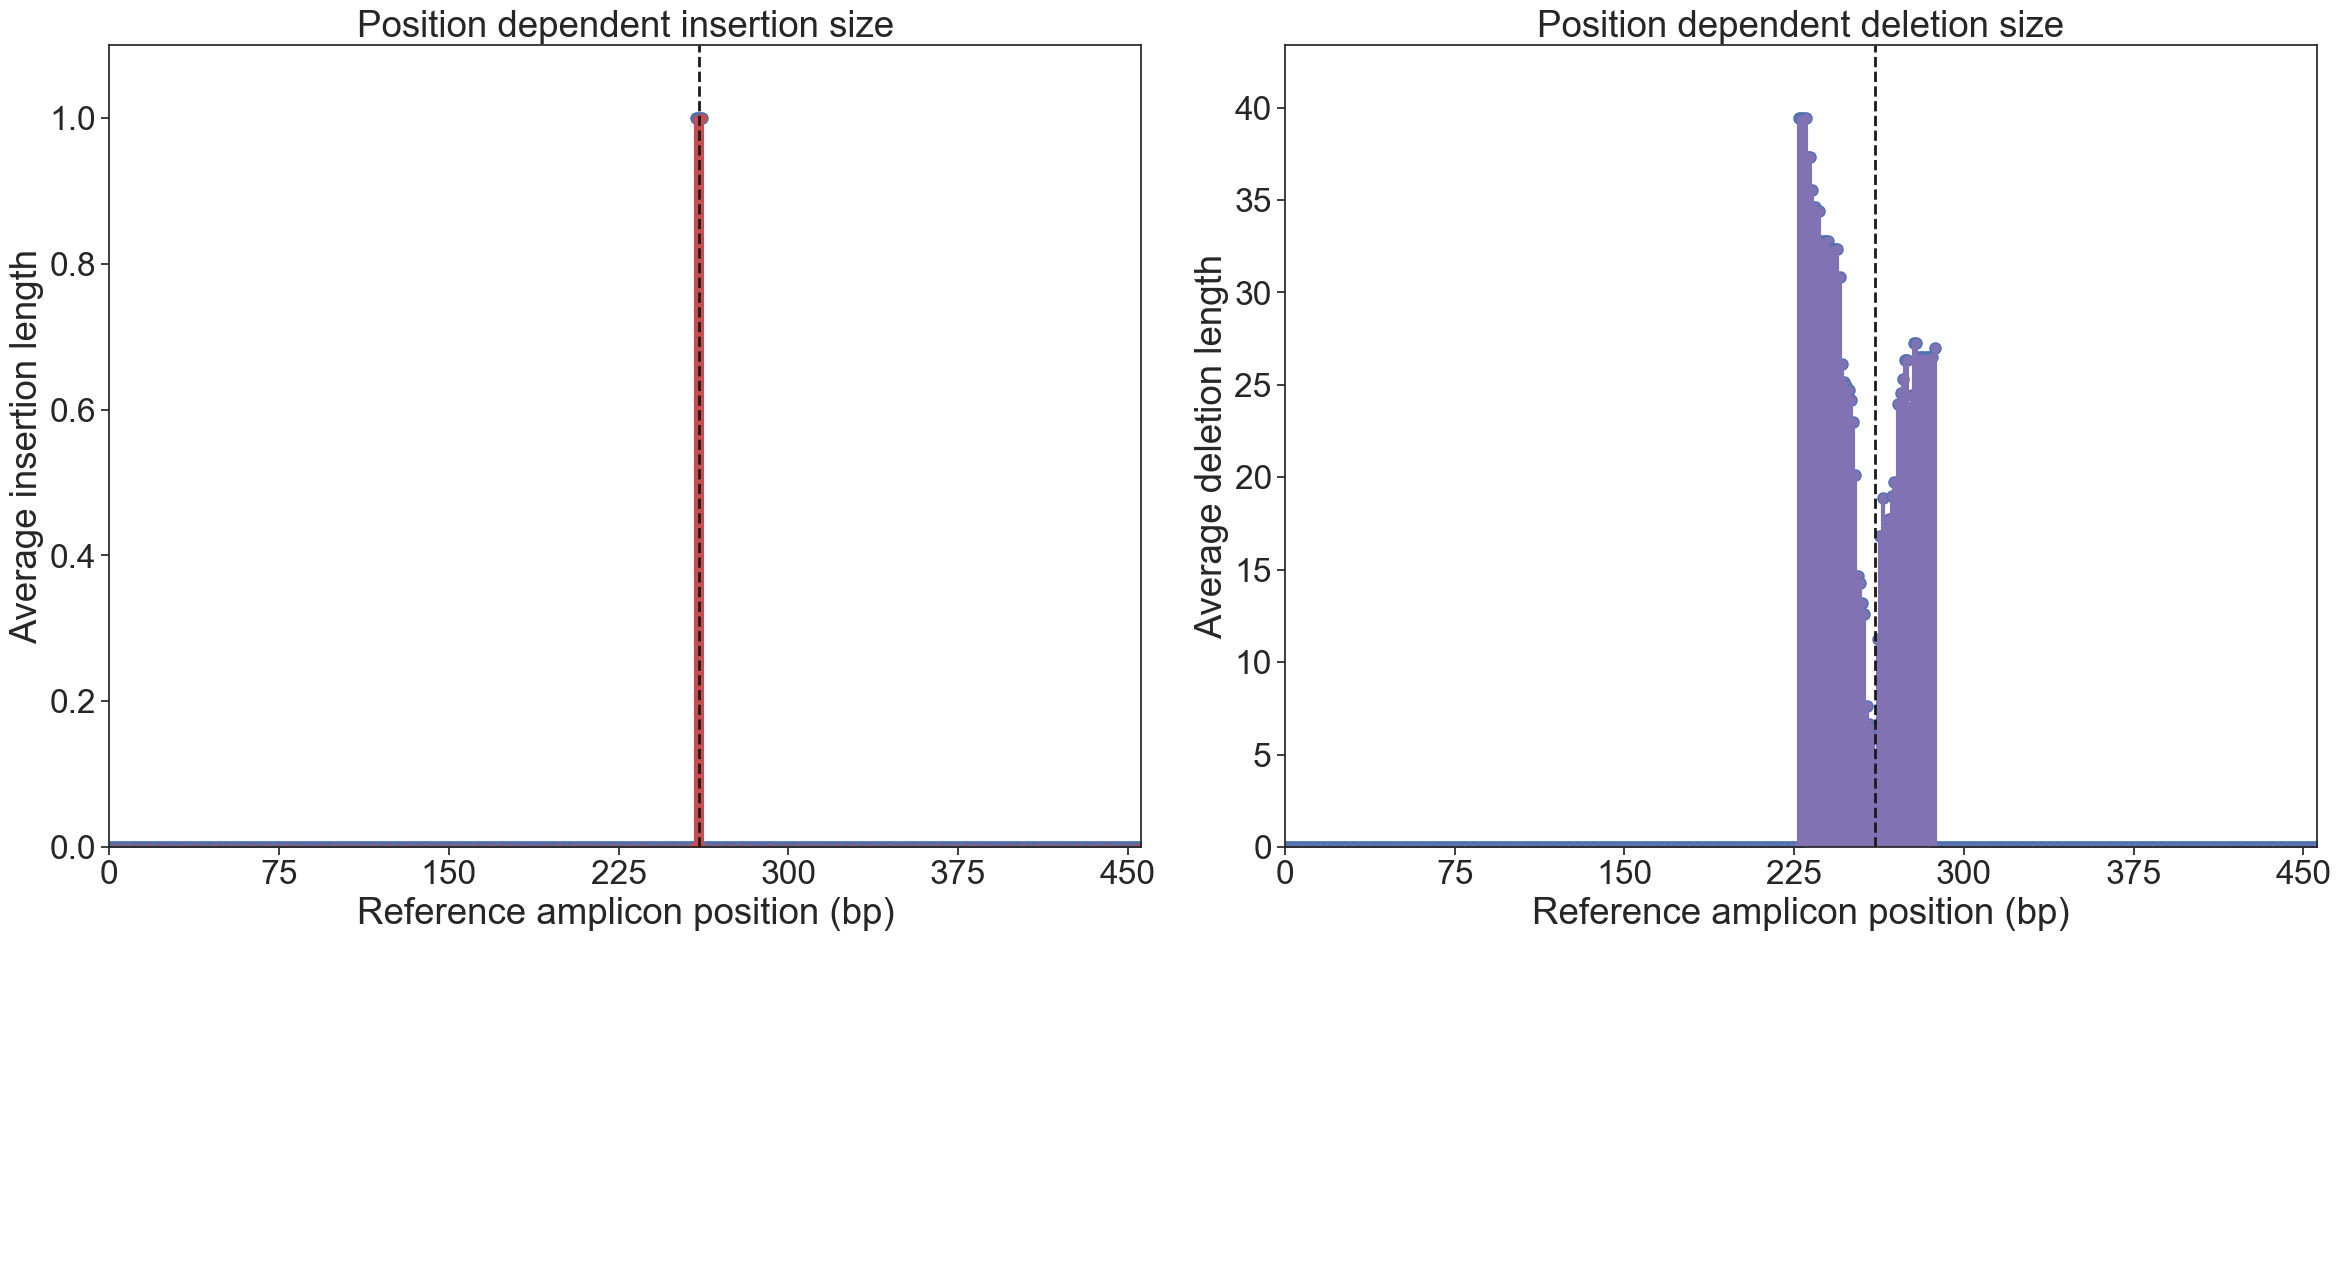 Position dependent insertion size
Average insertion length
1.0
0.8
0.6
0.4
0.2
0.0
0 75 150 225 300 375 450
Reference amplicon position (bp)
Position dependent deletion size
Average deletion length
40
35
30
25
20
15
10
5
0
0 75 150 225 300 375 450
Reference amplicon position (bp)